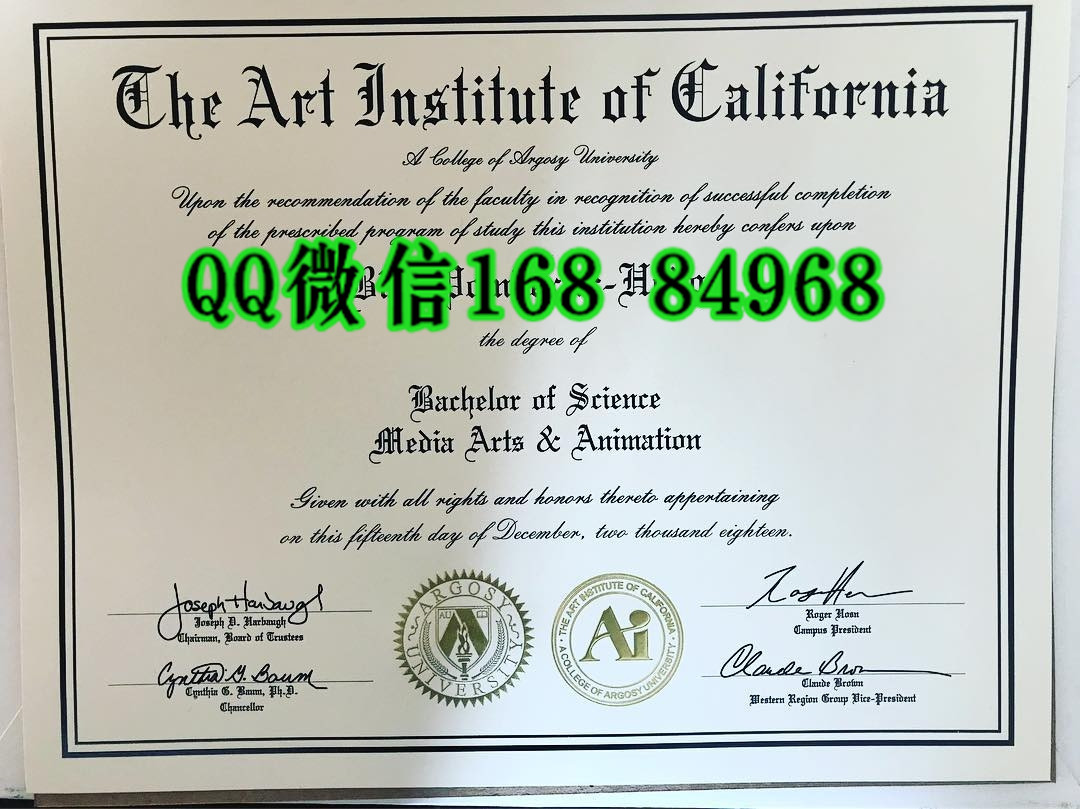 The Art Institute of California
A College of Argosy University
Upon the recommendation of the faculty in recognition of successful completion
of the prescribed program of study this institution hereby confers upon
QQ微信168 84968
the degree of
Bachelor of Science
Media Arts & Animation
Given with all rights and honors thereto appertaining
on this fifteenth day of December, two thousand eighteen.
Joseph D. Harbaugh
Chairman, Board of Trustees
Cynthia G. Baum
Cynthia G. Baum, Ph.D.
Chancellor
ARGOSY
UNIVERSITY
THE ART INSTITUTE OF CALIFORNIA
Ai
A COLLEGE OF ARGOSY UNIVERSITY
Roger Hosn
Campus President
Claude Brown
Western Region Group Vice-President